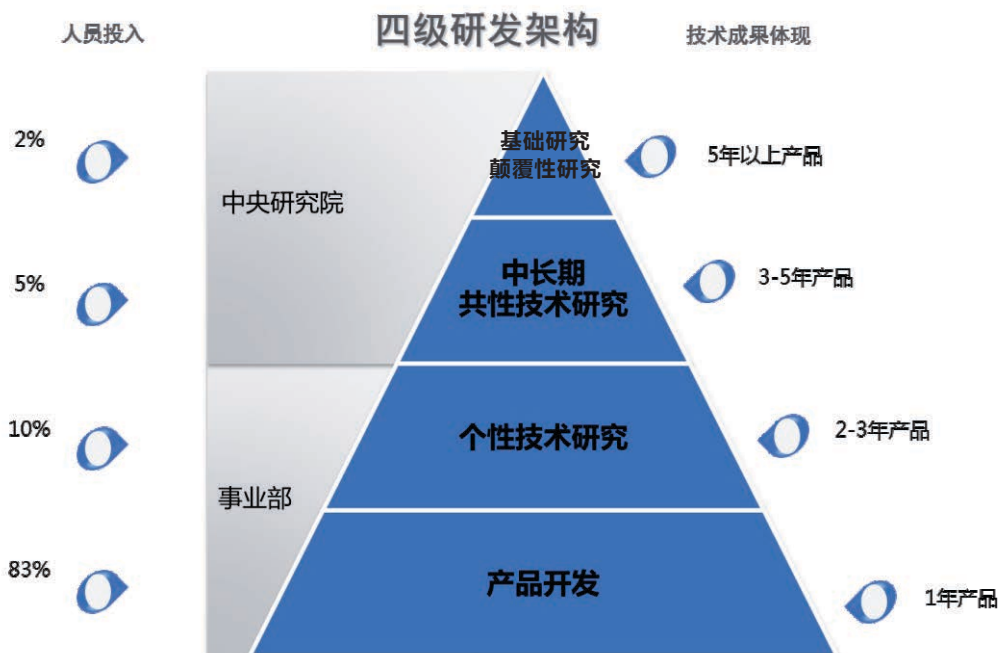 人员投入
四级研发架构
技术成果体现
2%
中央研究院
基础研究
颠覆性研究
5年以上产品
5%
中长期
共性技术研究
3-5年产品
10%
个性技术研究
2-3年产品
事业部
83%
产品开发
1年产品